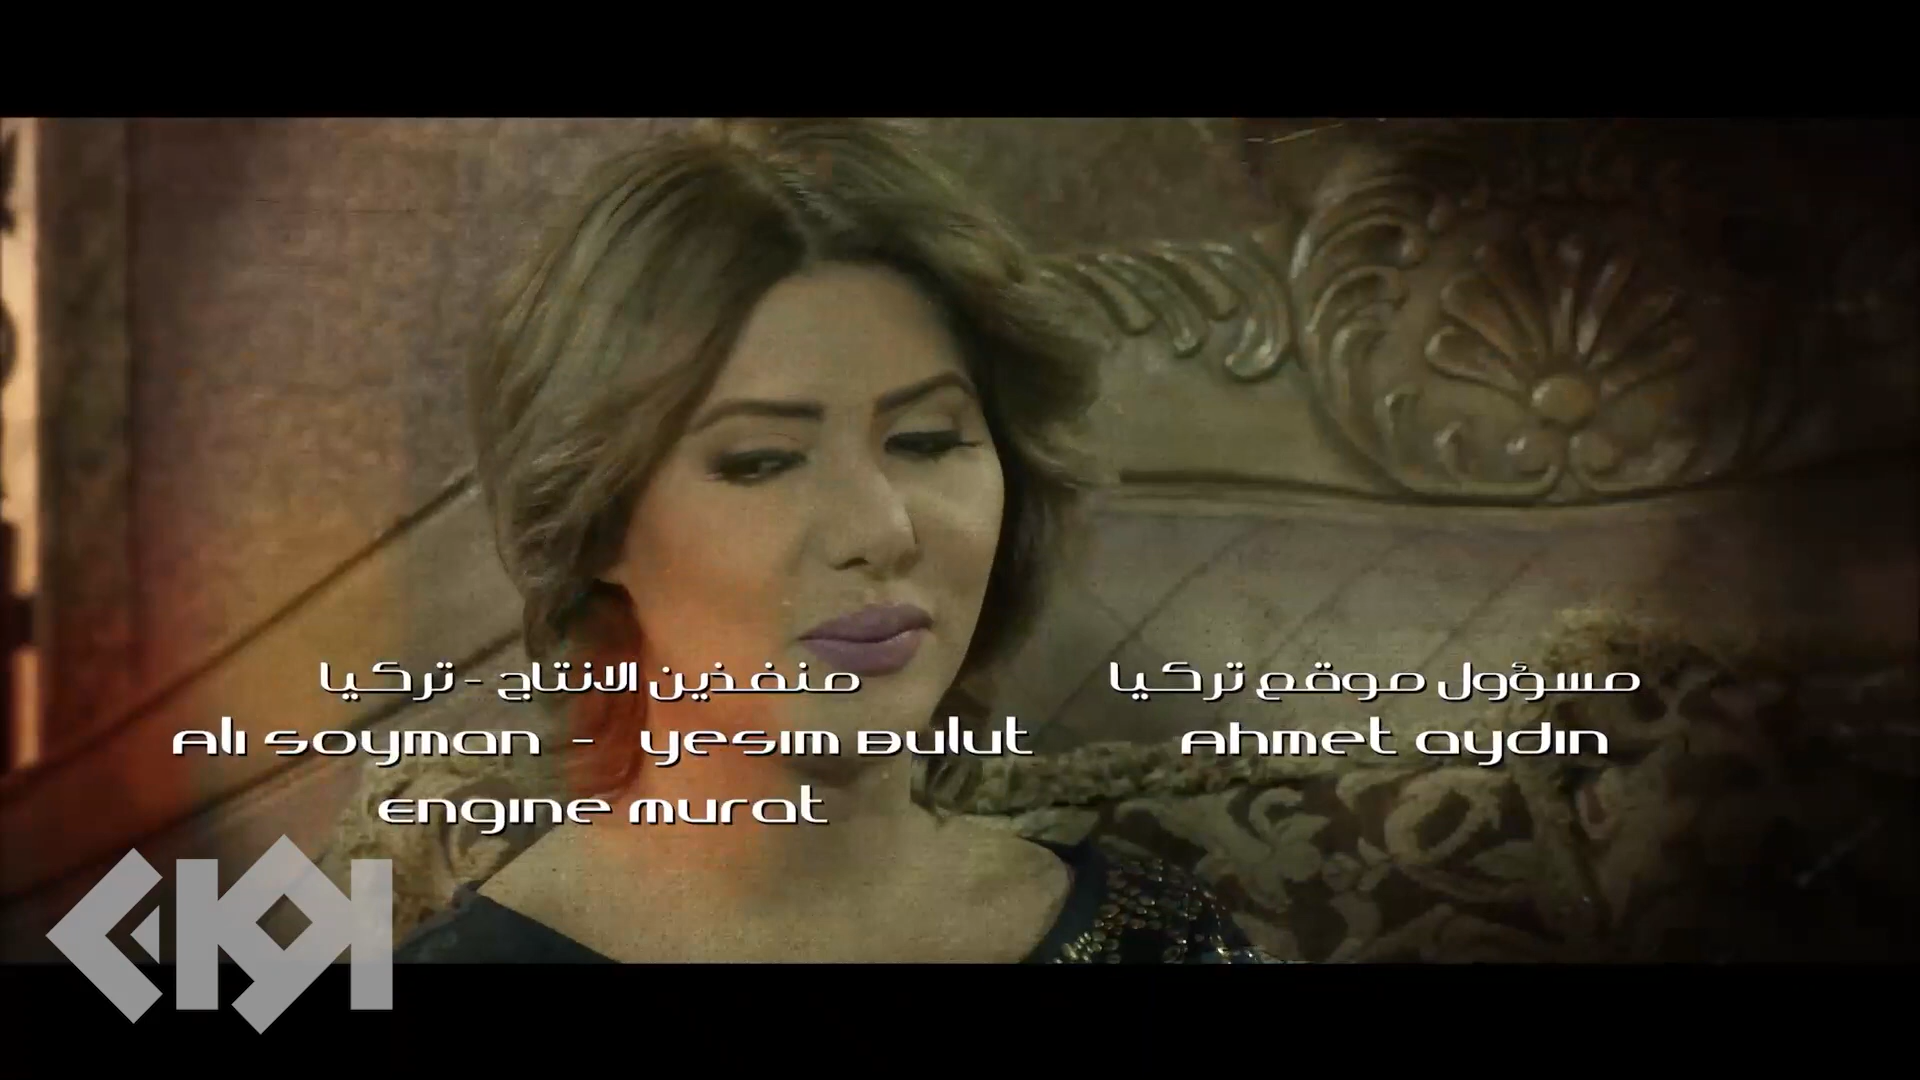 مسؤول موقع تركيا
Ahmet Aydin
منفذين الانتاج - تركيا
Ali Soyman - Yesim Bulut
Engine Murat